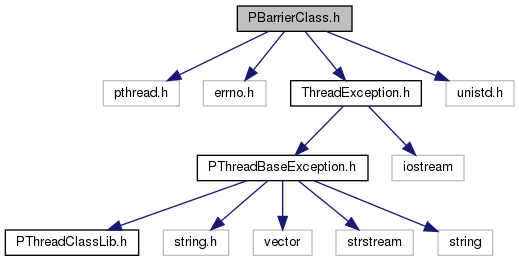 PBarrierClass.h
pthread.h
errno.h
ThreadException.h
unistd.h
PThreadBaseException.h
iostream
PThreadClassLib.h
string.h
vector
strstream
string